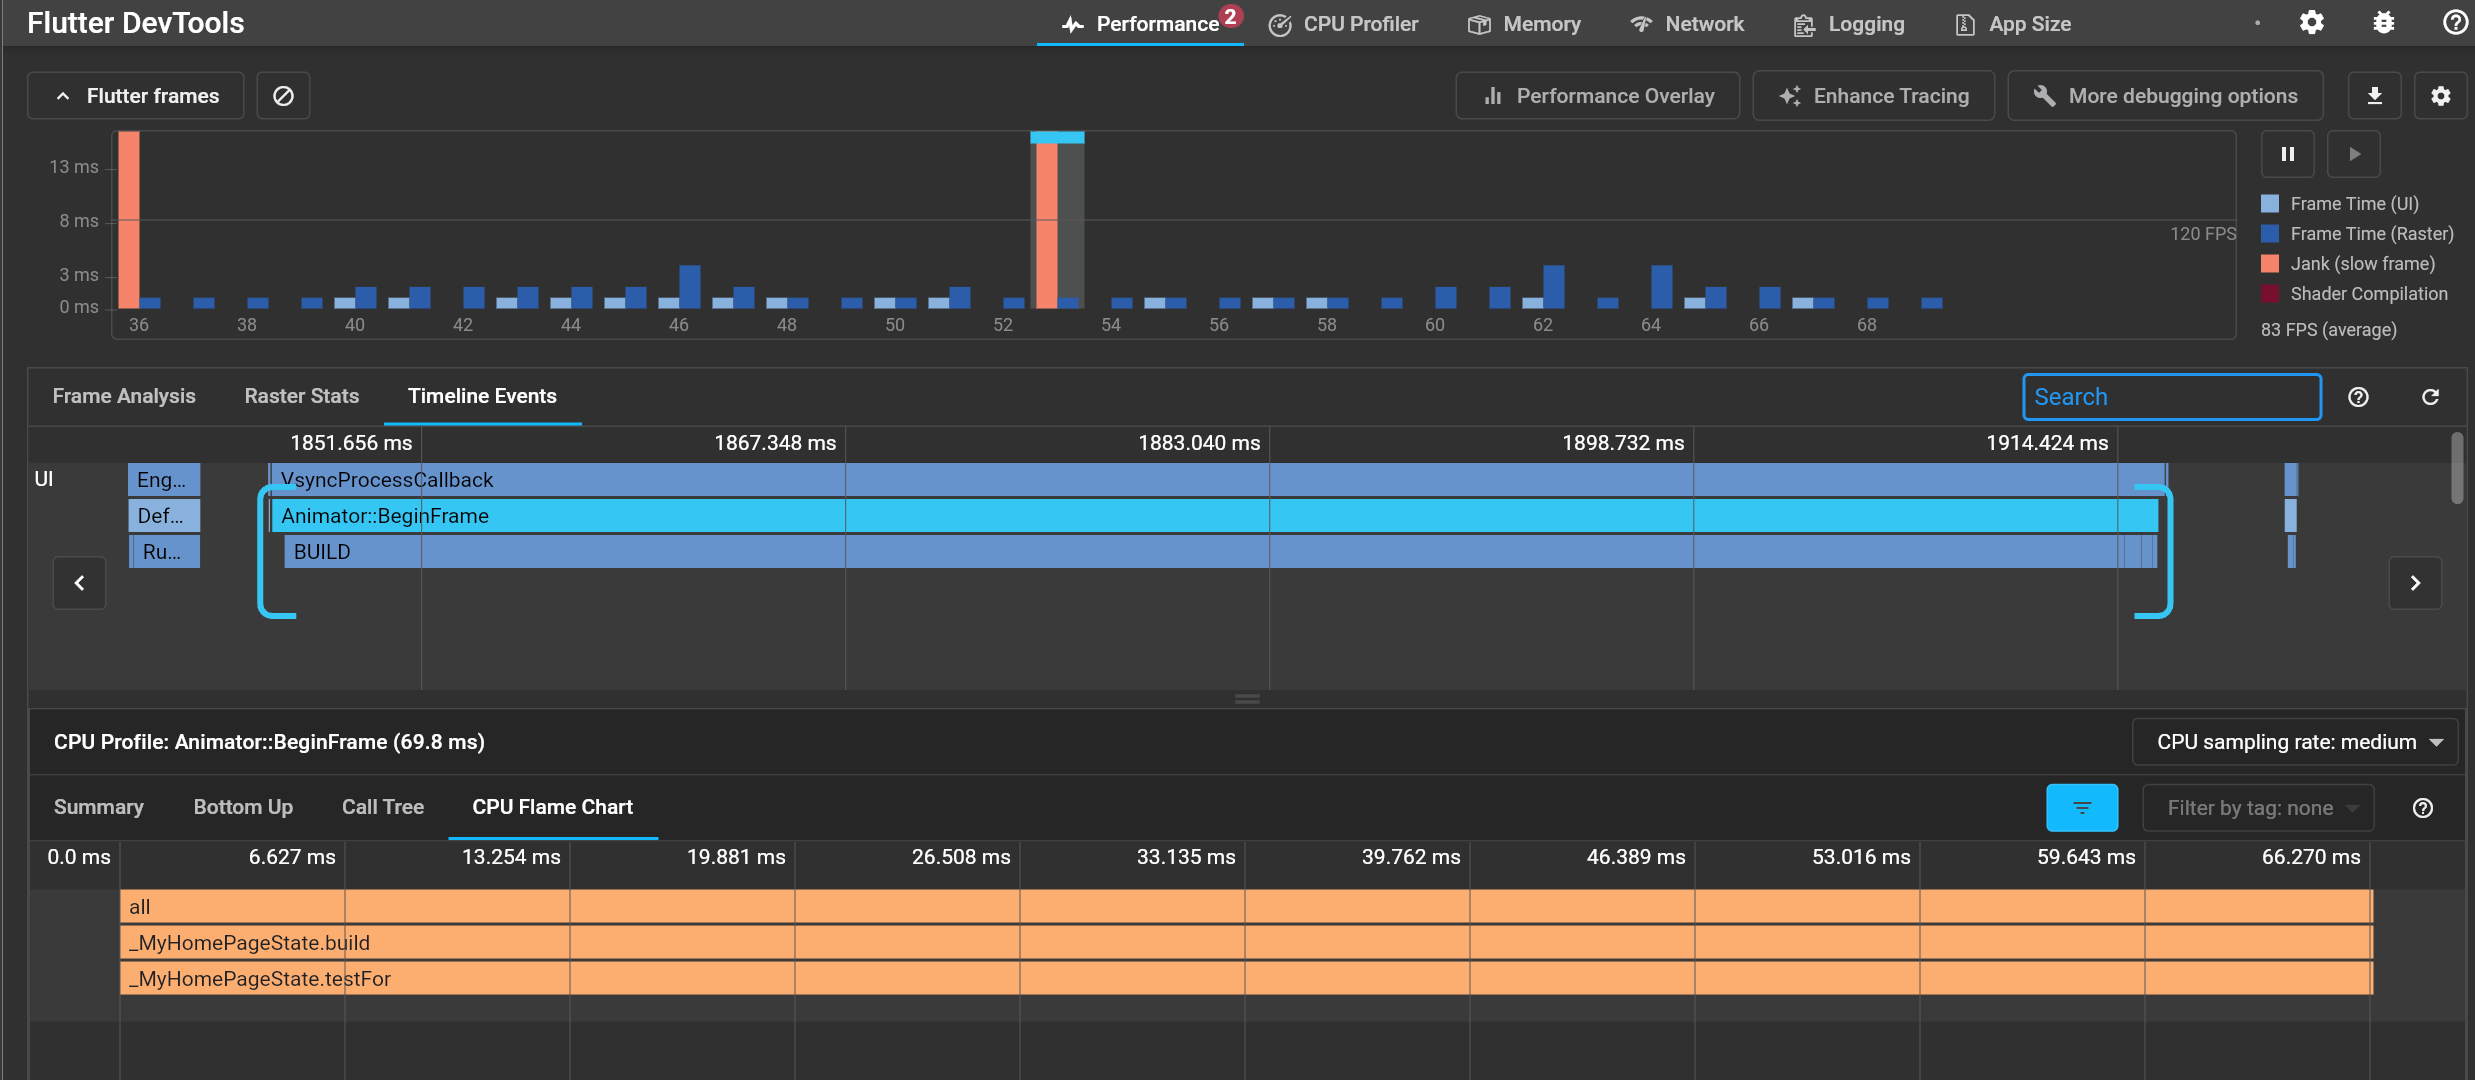 Flutter DevTools
Performance 2 CPU Profiler Memory Network Logging App Size
Flutter frames
Performance Overlay Enhance Tracing More debugging options
13 ms
8 ms
3 ms
0 ms
120 FPS
36 38 40 42 44 46 48 50 52 54 56 58 60 62 64 66 68
Frame Time (UI)
Frame Time (Raster)
Jank (slow frame)
Shader Compilation
83 FPS (average)
Frame Analysis Raster Stats Timeline Events Search
1851.656 ms 1867.348 ms 1883.040 ms 1898.732 ms 1914.424 ms
UI Eng... VsyncProcessCallback
Def... Animator::BeginFrame
Ru... BUILD
CPU Profile: Animator::BeginFrame (69.8 ms) CPU sampling rate: medium
Summary Bottom Up Call Tree CPU Flame Chart Filter by tag: none
0.0 ms 6.627 ms 13.254 ms 19.881 ms 26.508 ms 33.135 ms 39.762 ms 46.389 ms 53.016 ms 59.643 ms 66.270 ms
all
_MyHomePageState.build
_MyHomePageState.testFor